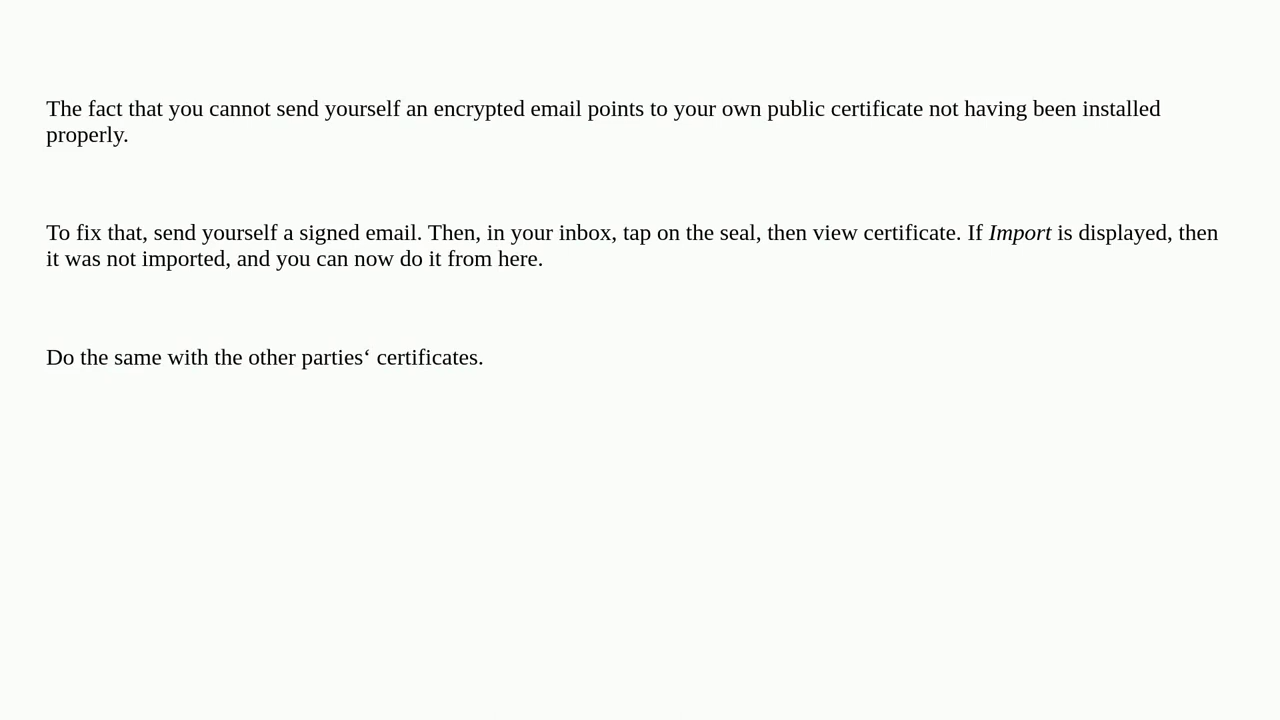 The fact that you cannot send yourself an encrypted email points to your own public certificate not having been installed
properly.
To fix that, send yourself a signed email. Then, in your inbox, tap on the seal, then view certificate. If Import is displayed, then
it was not imported, and you can now do it from here.
Do the same with the other parties‘ certificates.